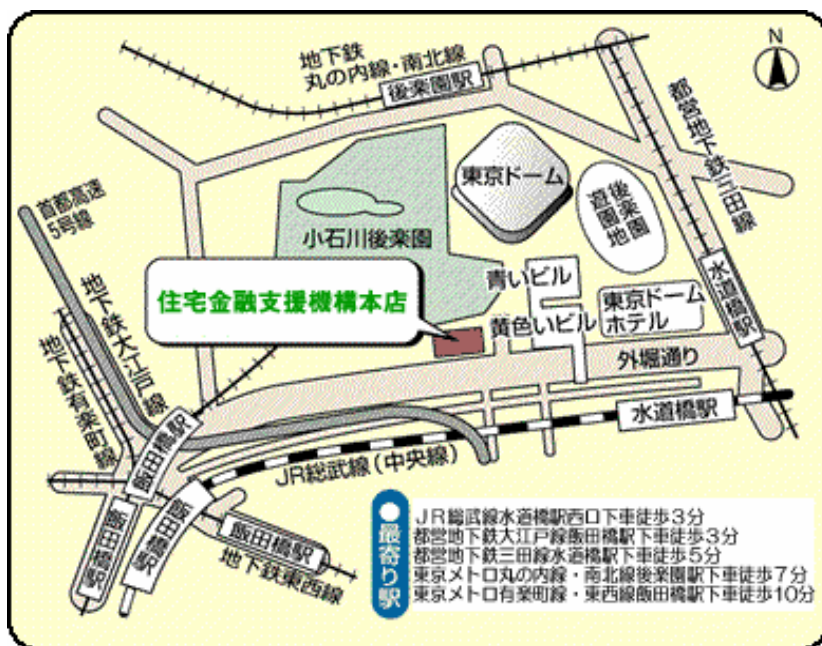 地下鉄
丸の内線・南北線
後楽園駅
N
都営地下鉄三田線
首都高速
5号線
東京ドーム
後楽園
遊園地
小石川後楽園
地下鉄大江戸線
地下鉄有楽町線
住宅金融支援機構本店
青いビル
黄色いビル
東京ドーム
ホテル
水道橋駅
外堀通り
水道橋駅
JR総武線(中央線)
飯田橋駅
飯田橋駅
飯田橋駅
飯田橋駅
地下鉄東西線
●最寄り駅
JR総武線水道橋駅西口下車徒歩3分
都営地下鉄大江戸線飯田橋駅下車徒歩3分
都営地下鉄三田線水道橋駅下車徒歩5分
東京メトロ丸の内線・南北線後楽園駅下車徒歩7分
東京メトロ有楽町線・東西線飯田橋駅下車徒歩10分